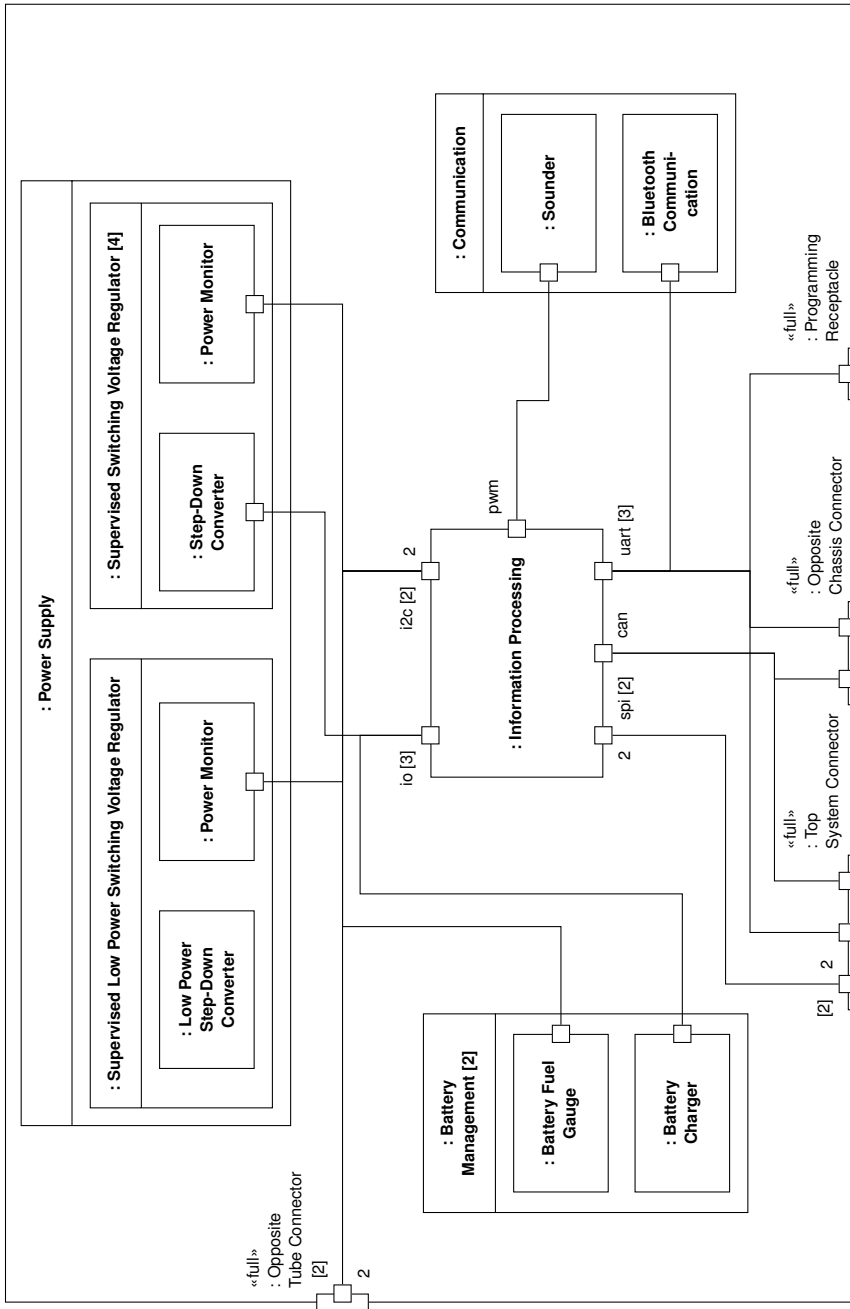 : Power Supply
: Supervised Low Power Switching Voltage Regulator
: Low Power
Step-Down
Converter
: Power Monitor
: Supervised Switching Voltage Regulator [4]
: Step-Down
Converter
: Power Monitor
«full»
: Opposite
Tube Connector
[2]
2
: Battery
Management [2]
: Battery Fuel
Gauge
: Battery
Charger
io [3]
i2c [2]
2
: Information Processing
pwm
2
spi [2]
can
uart [3]
: Communication
: Sounder
: Bluetooth
Communi-
cation
[2]
2
«full»
: Top
System Connector
«full»
: Opposite
Chassis Connector
«full»
: Programming
Receptacle